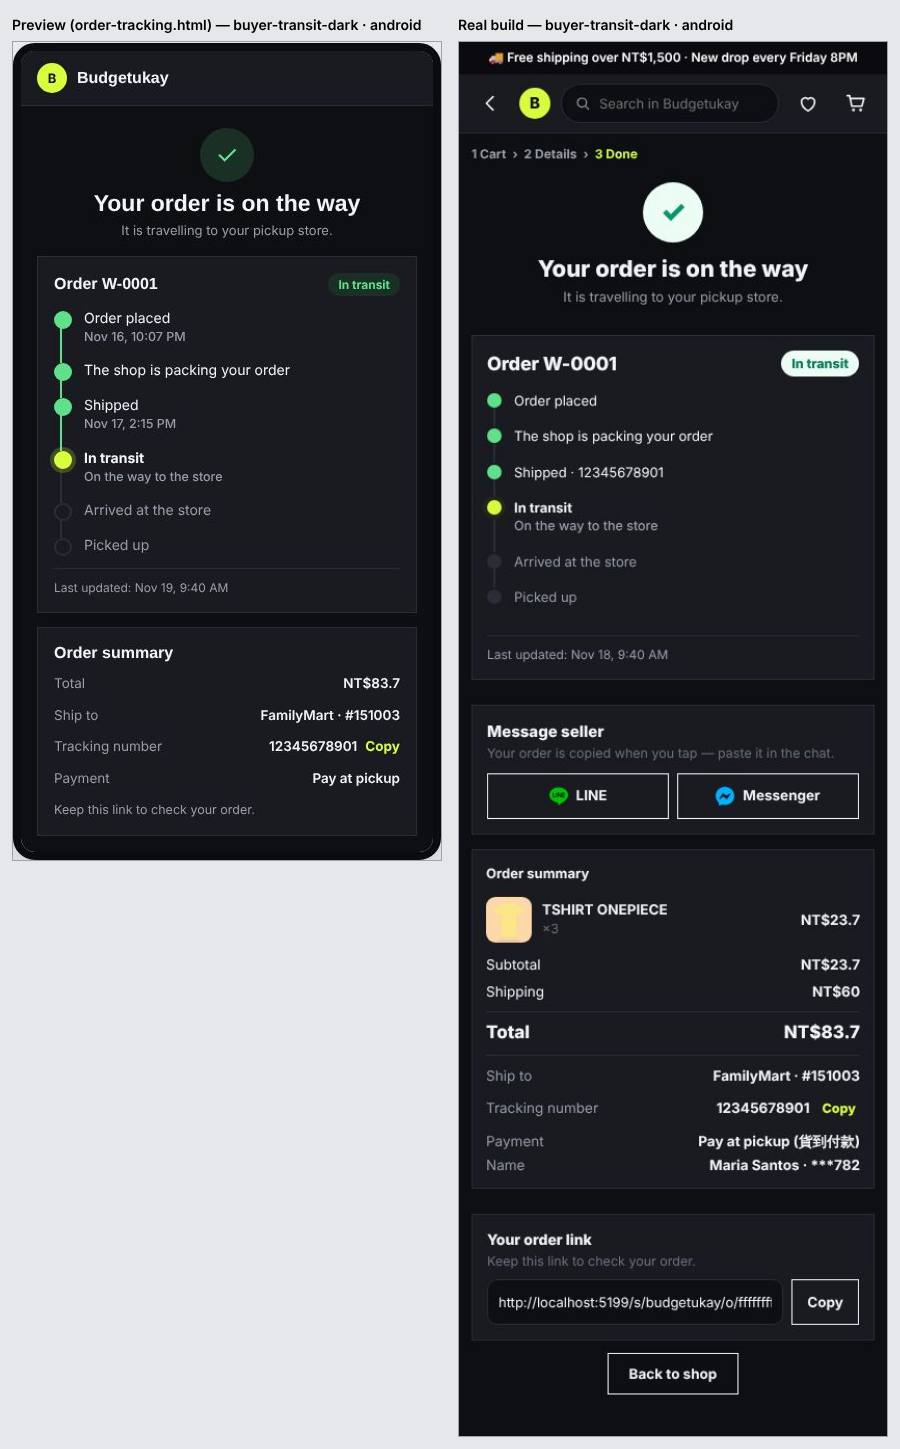 Preview (order-tracking.html) — buyer-transit-dark · android
B Budgetukay
Your order is on the way
It is travelling to your pickup store.
Order W-0001 In transit
Order placed
Nov 16, 10:07 PM
The shop is packing your order
Shipped
Nov 17, 2:15 PM
In transit
On the way to the store
Arrived at the store
Picked up
Last updated: Nov 19, 9:40 AM
Order summary
Total NT$83.7
Ship to FamilyMart · #151003
Tracking number 12345678901 Copy
Payment Pay at pickup
Keep this link to check your order.
Real build — buyer-transit-dark · android
🚚 Free shipping over NT$1,500 · New drop every Friday 8PM
B Search in Budgetukay
1 Cart › 2 Details › 3 Done
Your order is on the way
It is travelling to your pickup store.
Order W-0001 In transit
Order placed
The shop is packing your order
Shipped · 12345678901
In transit
On the way to the store
Arrived at the store
Picked up
Last updated: Nov 18, 9:40 AM
Message seller
Your order is copied when you tap — paste it in the chat.
LINE LINE Messenger
Order summary
TSHIRT ONEPIECE NT$23.7
×3
Subtotal NT$23.7
Shipping NT$60
Total NT$83.7
Ship to FamilyMart · #151003
Tracking number 12345678901 Copy
Payment Pay at pickup (貨到付款)
Name Maria Santos · ***782
Your order link
Keep this link to check your order.
http://localhost:5199/s/budgetukay/o/fffffff Copy
Back to shop